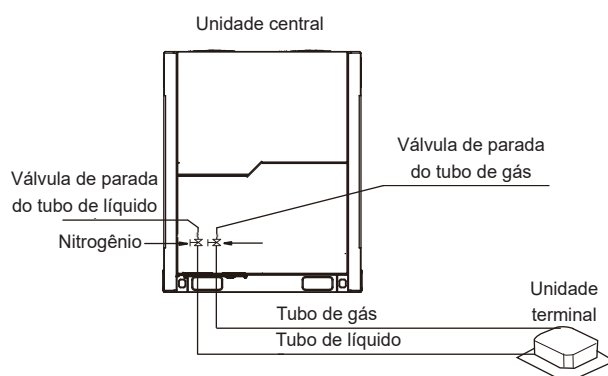 Unidade central
Válvula de parada
do tubo de gás
Válvula de parada
do tubo de líquido
Nitrogênio
Unidade
terminal
Tubo de gás
Tubo de líquido